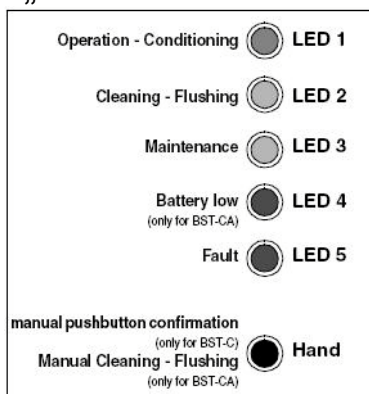 Operation - Conditioning LED 1
Cleaning - Flushing LED 2
Maintenance LED 3
Battery low LED 4
(only for BST-CA)
Fault LED 5
manual pushbutton confirmation
(only for BST-C)
Hand
Manual Cleaning - Flushing
(only for BST-CA)